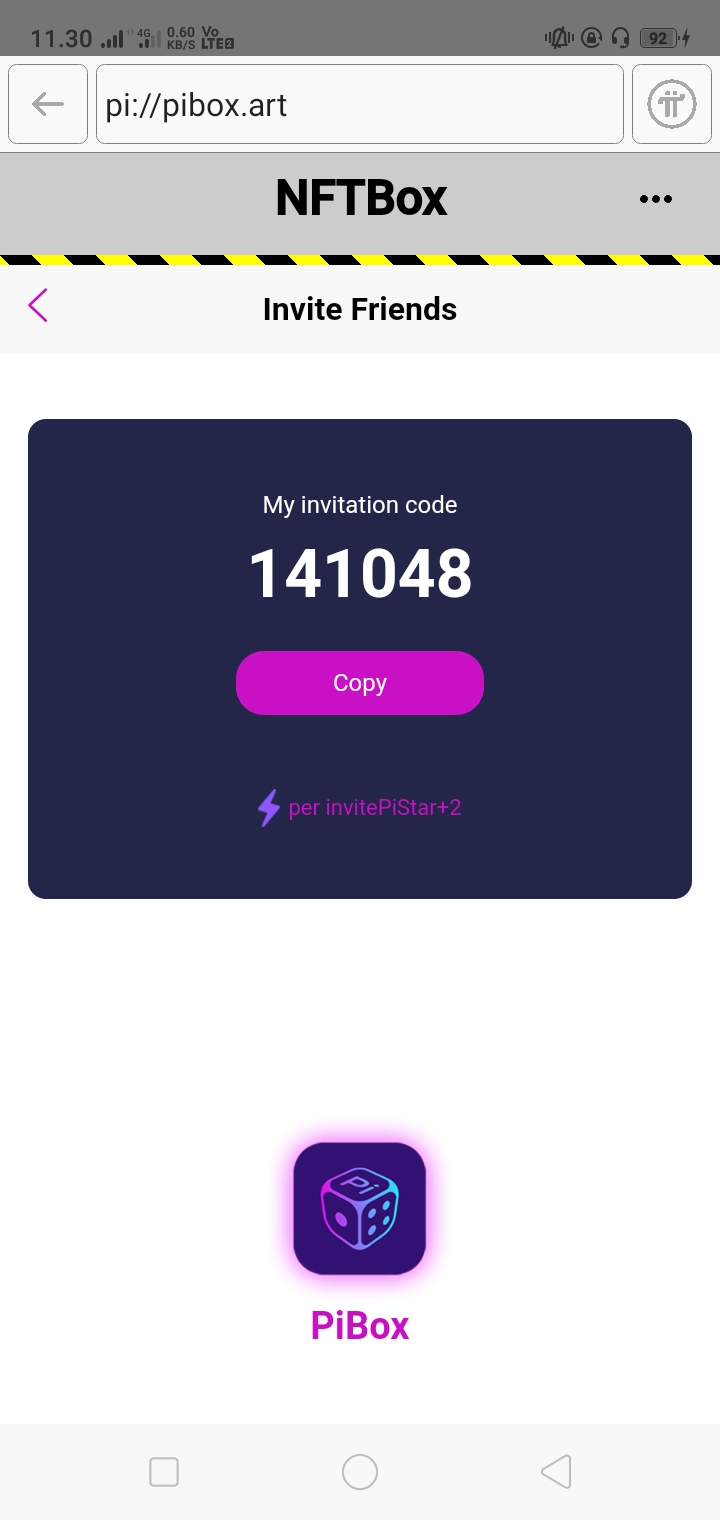 11.30 4G 0.60 KB/S Vo LTE2 92
pi://pibox.art
NFTBox
Invite Friends
My invitation code
141048
Copy
per invitePiStar+2
Pi
PiBox